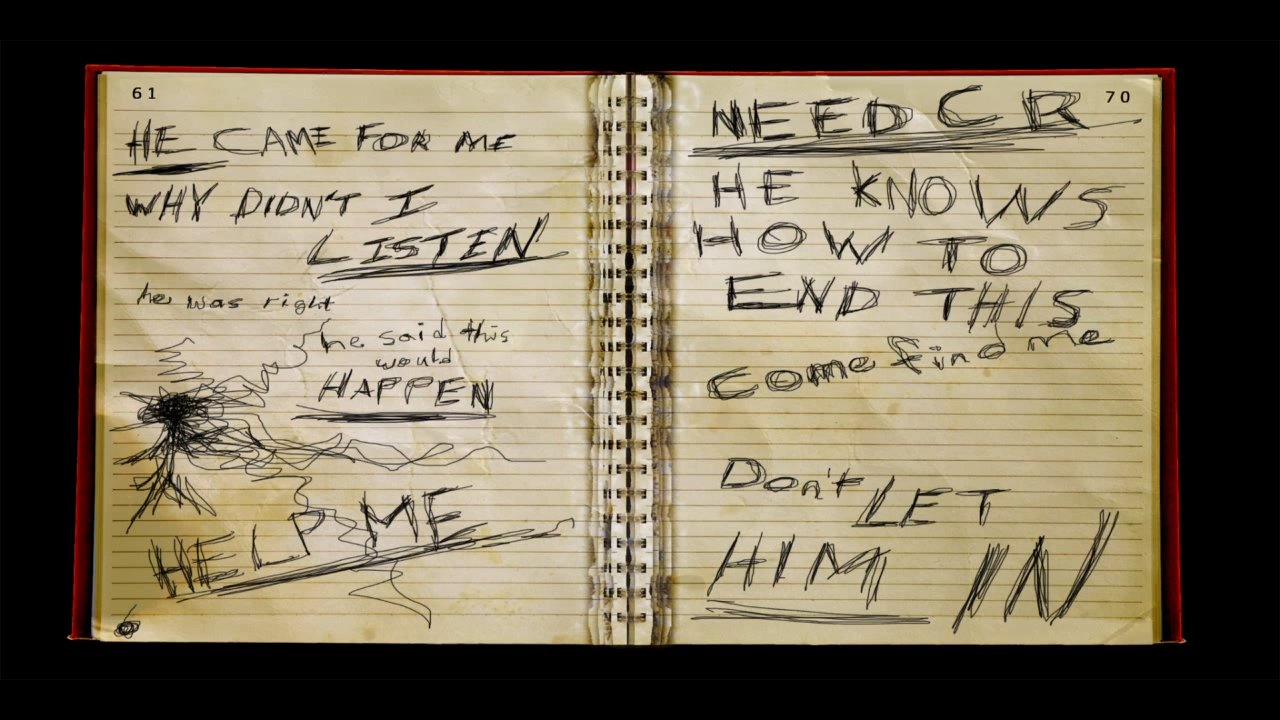 61
HE CAME FOR ME
WHY DIDN'T I
LISTEN
he was right
he said this
would
HAPPEN
HELP ME
70
NEED CR
HE KNOWS
HOW TO
END THIS
come find me
Don't LET
HIM IN